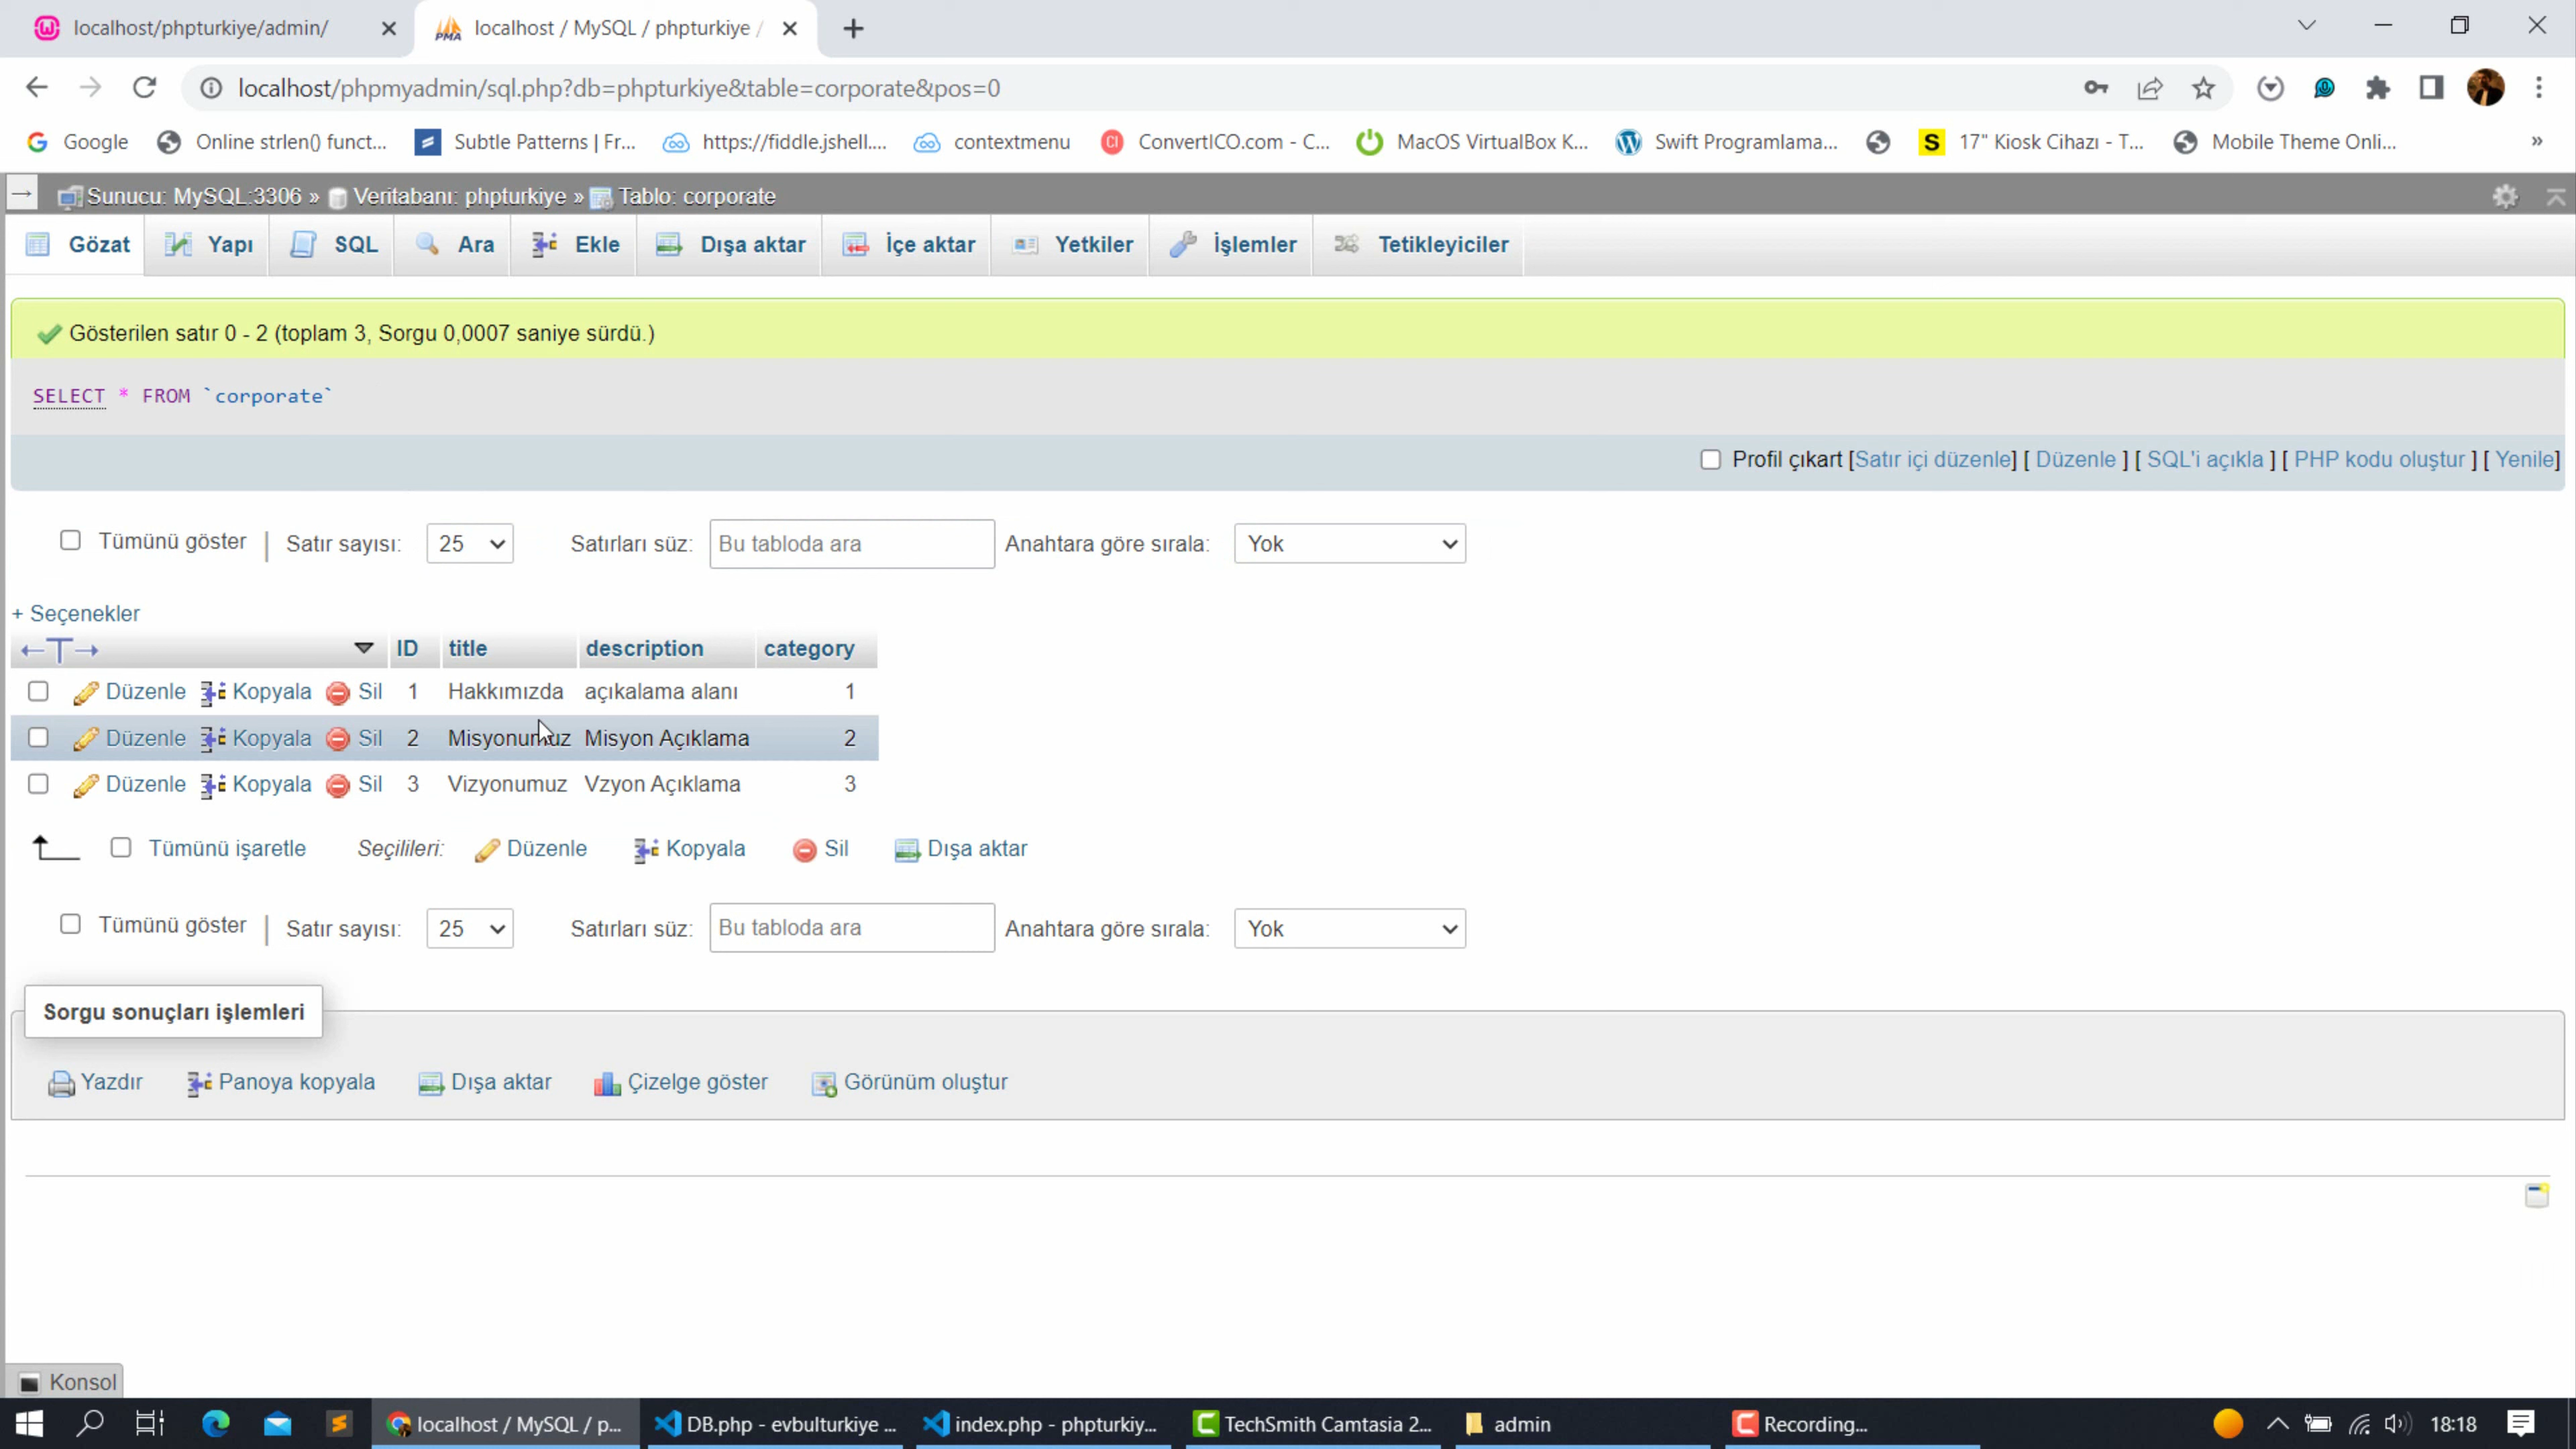 localhost/phpturkiye/admin/
localhost / MySQL / phpturkiye /
localhost/phpmyadmin/sql.php?db=phpturkiye&table=corporate&pos=0
Google Online strlen() funct... Subtle Patterns | Fr... https://fiddle.jshell.... contextmenu ConvertICO.com - C... MacOS VirtualBox K... Swift Programlama... 17" Kiosk Cihazı - T... Mobile Theme Onli... »
Sunucu: MySQL:3306 » Veritabanı: phpturkiye » Tablo: corporate
Gözat Yapı SQL Ara Ekle Dışa aktar İçe aktar Yetkiler İşlemler Tetikleyiciler
Gösterilen satır 0 - 2 (toplam 3, Sorgu 0,0007 saniye sürdü.)
SELECT * FROM `corporate`
Profil çıkart [Satır içi düzenle] [ Düzenle ] [ SQL'i açıkla ] [ PHP kodu oluştur ] [ Yenile]
Tümünü göster | Satır sayısı: 25 Satırları süz: Bu tabloda ara Anahtara göre sırala: Yok
+ Seçenekler
←T→ ID title description category
Düzenle Kopyala Sil 1 Hakkımızda açıkalama alanı 1
Düzenle Kopyala Sil 2 Misyonumuz Misyon Açıklama 2
Düzenle Kopyala Sil 3 Vizyonumuz Vzyon Açıklama 3
Tümünü işaretle Seçilileri: Düzenle Kopyala Sil Dışa aktar
Tümünü göster | Satır sayısı: 25 Satırları süz: Bu tabloda ara Anahtara göre sırala: Yok
Sorgu sonuçları işlemleri
Yazdır Panoya kopyala Dışa aktar Çizelge göster Görünüm oluştur
Konsol
localhost / MySQL / p... DB.php - evbulturkiye ... index.php - phpturkiy... TechSmith Camtasia 2... admin Recording... 18:18